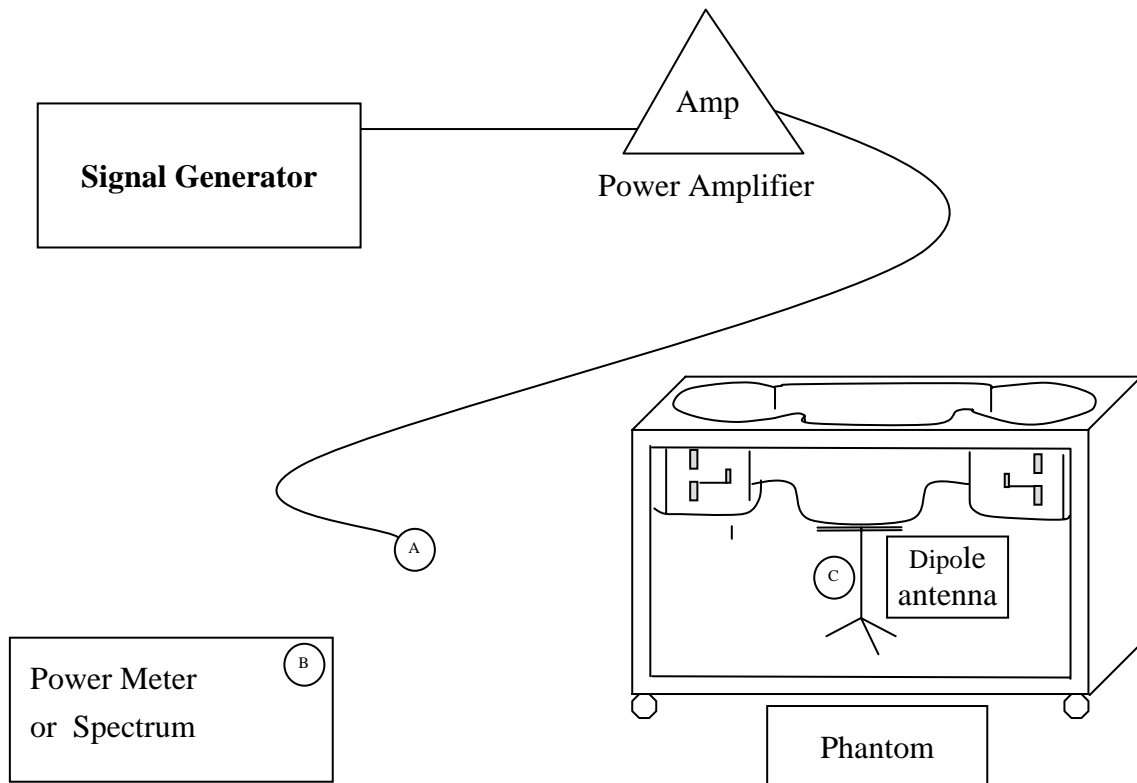 Amp
Signal Generator
Power Amplifier
A
C
Dipole
antenna
B
Power Meter
or Spectrum
Phantom